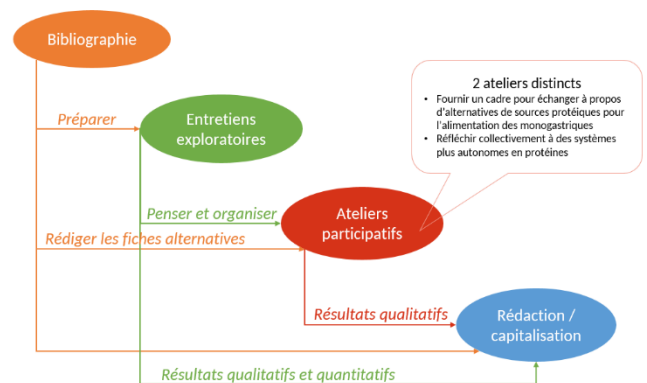 Bibliographie
2 ateliers distincts
• Fournir un cadre pour échanger à propos
d'alternatives de sources protéiques pour
l'alimentation des monogastriques
• Réfléchir collectivement à des systèmes
plus autonomes en protéines
Préparer
Entretiens
exploratoires
Penser et organiser
Ateliers
participatifs
Rédiger les fiches alternatives
Résultats qualitatifs
Rédaction /
capitalisation
Résultats qualitatifs et quantitatifs